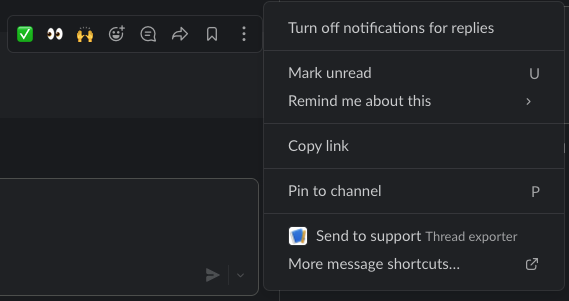 Turn off notifications for replies
Mark unread U
Remind me about this
Copy link
Pin to channel P
Send to support Thread exporter
More message shortcuts...